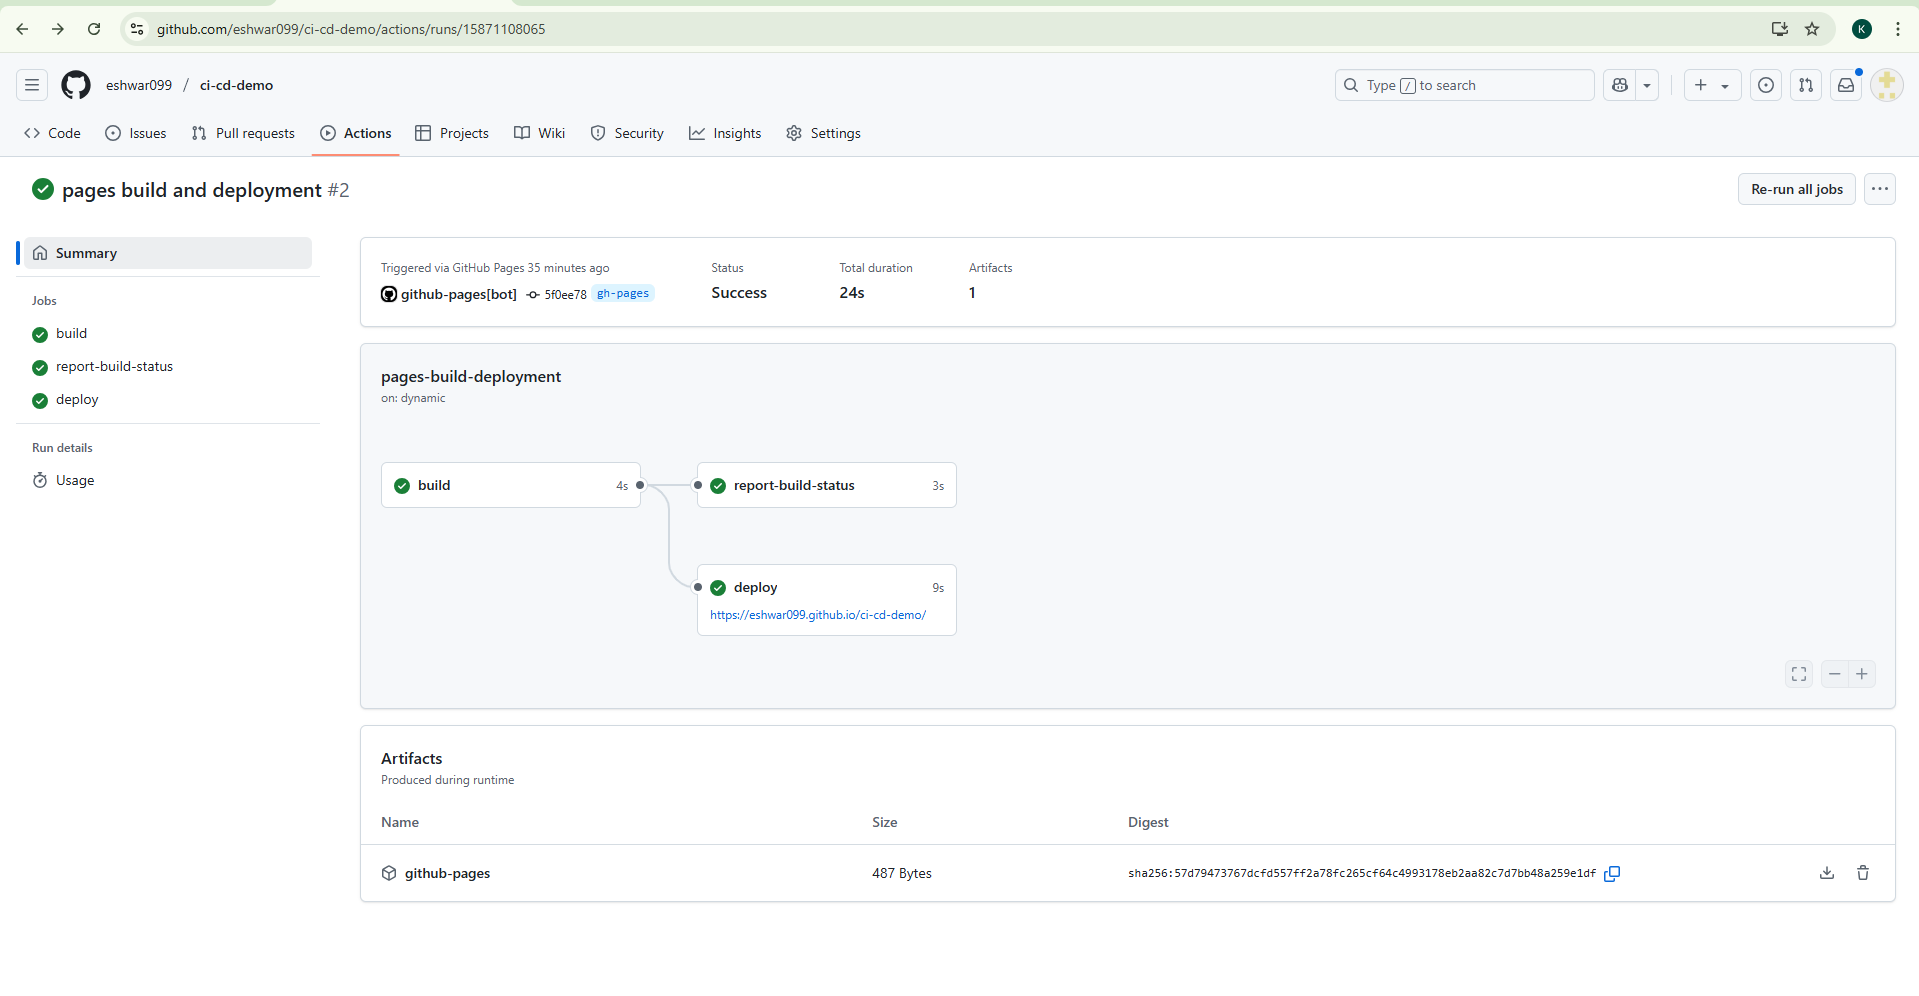 github.com/eshwar099/ci-cd-demo/actions/runs/15871108065
K
eshwar099 / ci-cd-demo
Type / to search
Code Issues Pull requests Actions Projects Wiki Security Insights Settings
pages build and deployment #2
Re-run all jobs
Summary
Jobs
build
report-build-status
deploy
Run details
Usage
Triggered via GitHub Pages 35 minutes ago
github-pages[bot] 5f0ee78 gh-pages
Status
Success
Total duration
24s
Artifacts
1
pages-build-deployment
on: dynamic
build 4s
report-build-status 3s
deploy 9s
https://eshwar099.github.io/ci-cd-demo/
Artifacts
Produced during runtime
Name Size Digest
github-pages 487 Bytes sha256:57d79473767dcfd557ff2a78fc265cf64c4993178eb2aa82c7d7bb48a259e1df